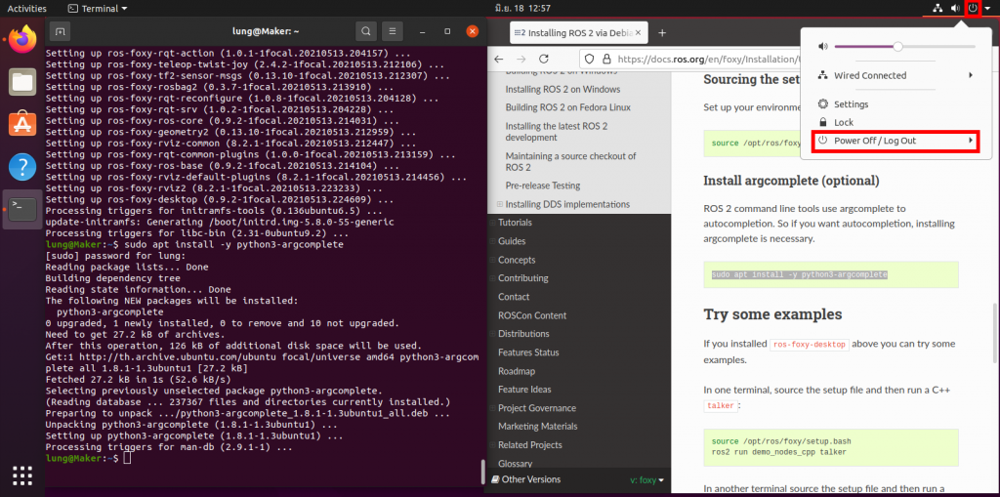 Activities
Terminal
มิ.ย. 18 12:57
lung@Maker: ~
Setting up ros-foxy-rqt-action (1.0.1-1focal.20210513.204157) ...
Setting up ros-foxy-teleop-twist-joy (2.4.2-1focal.20210513.212106) ...
Setting up ros-foxy-tf2-sensor-msgs (0.13.10-1focal.20210513.212307) ...
Setting up ros-foxy-rosbag2 (0.3.7-1focal.20210513.213910) ...
Setting up ros-foxy-rqt-reconfigure (1.0.8-1focal.20210513.204128) ...
Setting up ros-foxy-rqt-srv (1.0.2-1focal.20210513.204228) ...
Setting up ros-foxy-ros-core (0.9.2-1focal.20210513.214031) ...
Setting up ros-foxy-geometry2 (0.13.10-1focal.20210513.212959) ...
Setting up ros-foxy-rviz-common (8.2.1-1focal.20210513.212447) ...
Setting up ros-foxy-rqt-common-plugins (1.0.0-1focal.20210513.213159) ...
Setting up ros-foxy-ros-base (0.9.2-1focal.20210513.214104) ...
Setting up ros-foxy-rviz-default-plugins (8.2.1-1focal.20210513.214456) ...
Setting up ros-foxy-rviz2 (8.2.1-1focal.20210513.223233) ...
Setting up ros-foxy-desktop (0.9.2-1focal.20210513.224609) ...
Processing triggers for initramfs-tools (0.136ubuntu6.5) ...
update-initramfs: Generating /boot/initrd.img-5.8.0-55-generic
Processing triggers for libc-bin (2.31-0ubuntu9.2) ...
lung@Maker:~$ sudo apt install -y python3-argcomplete
[sudo] password for lung:
Reading package lists... Done
Building dependency tree
Reading state information... Done
The following NEW packages will be installed:
python3-argcomplete
0 upgraded, 1 newly installed, 0 to remove and 10 not upgraded.
Need to get 27.2 kB of archives.
After this operation, 126 kB of additional disk space will be used.
Get:1 http://th.archive.ubuntu.com/ubuntu focal/universe amd64 python3-argcom
plete all 1.8.1-1.3ubuntu1 [27.2 kB]
Fetched 27.2 kB in 1s (52.6 kB/s)
Selecting previously unselected package python3-argcomplete.
(Reading database ... 237367 files and directories currently installed.)
Preparing to unpack .../python3-argcomplete_1.8.1-1.3ubuntu1_all.deb ...
Unpacking python3-argcomplete (1.8.1-1.3ubuntu1) ...
Setting up python3-argcomplete (1.8.1-1.3ubuntu1) ...
Processing triggers for man-db (2.9.1-1) ...
lung@Maker:~$
Installing ROS 2 via Debia
https://docs.ros.org/en/foxy/Installation/
Building ROS 2 on Windows
Installing ROS 2 on Windows
Building ROS 2 on Fedora Linux
Installing the latest ROS 2
development
Maintaining a source checkout of
ROS 2
Pre-release Testing
Installing DDS implementations
Tutorials
Guides
Concepts
Contributing
Contact
ROSCon Content
Distributions
Features Status
Roadmap
Feature Ideas
Project Governance
Marketing Materials
Related Projects
Glossary
Other Versions
v: foxy
Sourcing the set
Set up your environme
source /opt/ros/foxy
Install argcomplete (optional)
ROS 2 command line tools use argcomplete to
autocompletion. So if you want autocompletion, installing
argcomplete is necessary.
sudo apt install -y python3-argcomplete
Try some examples
If you installed ros-foxy-desktop above you can try some
examples.
In one terminal, source the setup file and then run a C++
talker :
source /opt/ros/foxy/setup.bash
ros2 run demo_nodes_cpp talker
In another terminal source the setup file and then run a
Wired Connected
Settings
Lock
Power Off / Log Out